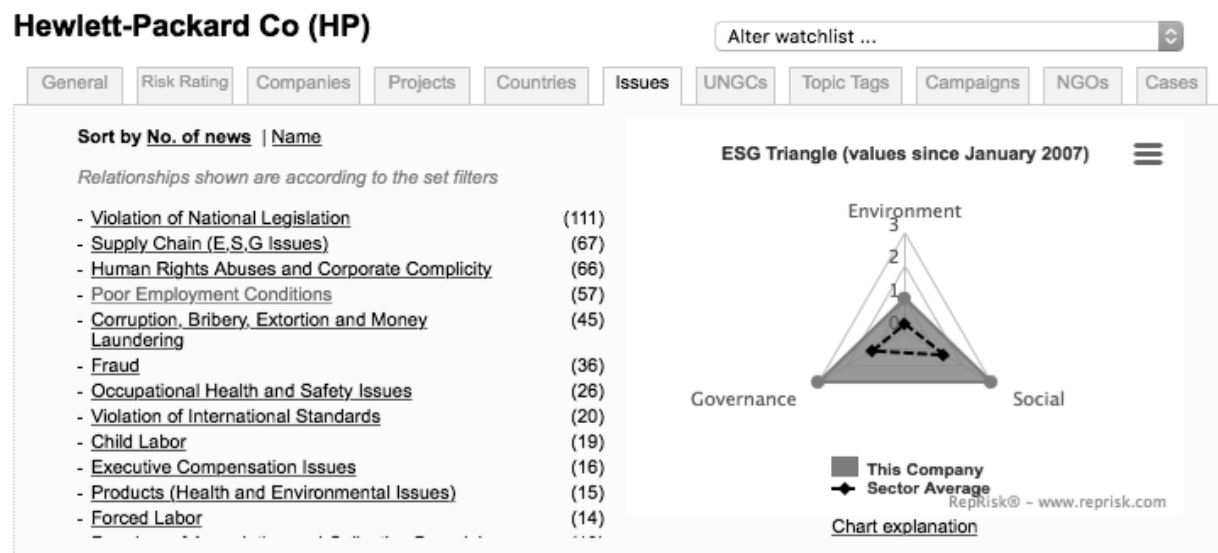 Hewlett-Packard Co (HP)
Alter watchlist ...
General Risk Rating Companies Projects Countries Issues UNGCs Topic Tags Campaigns NGOs Cases
Sort by No. of news | Name
Relationships shown are according to the set filters
- Violation of National Legislation (111)
- Supply Chain (E,S,G Issues) (67)
- Human Rights Abuses and Corporate Complicity (66)
- Poor Employment Conditions (57)
- Corruption, Bribery, Extortion and Money (45)
Laundering
- Fraud (36)
- Occupational Health and Safety Issues (26)
- Violation of International Standards (20)
- Child Labor (19)
- Executive Compensation Issues (16)
- Products (Health and Environmental Issues) (15)
- Forced Labor (14)
ESG Triangle (values since January 2007)
Environment
3
2
1
0
Governance
Social
This Company
Sector Average
RepRisk® – www.reprisk.com
Chart explanation